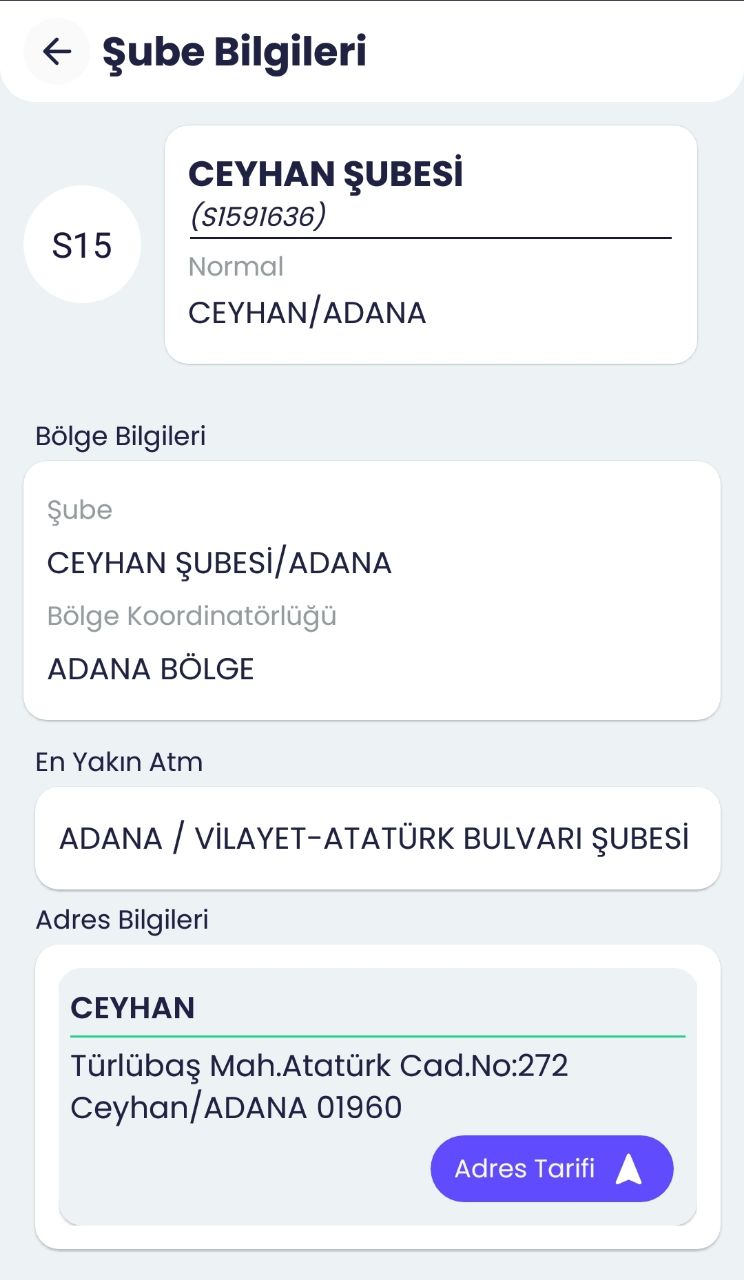 Şube Bilgileri
S15
CEYHAN ŞUBESİ
(S1591636)
Normal
CEYHAN/ADANA
Bölge Bilgileri
Şube
CEYHAN ŞUBESİ/ADANA
Bölge Koordinatörlüğü
ADANA BÖLGE
En Yakın Atm
ADANA / VİLAYET-ATATÜRK BULVARI ŞUBESİ
Adres Bilgileri
CEYHAN
Türlübaş Mah.Atatürk Cad.No:272
Ceyhan/ADANA 01960
Adres Tarifi